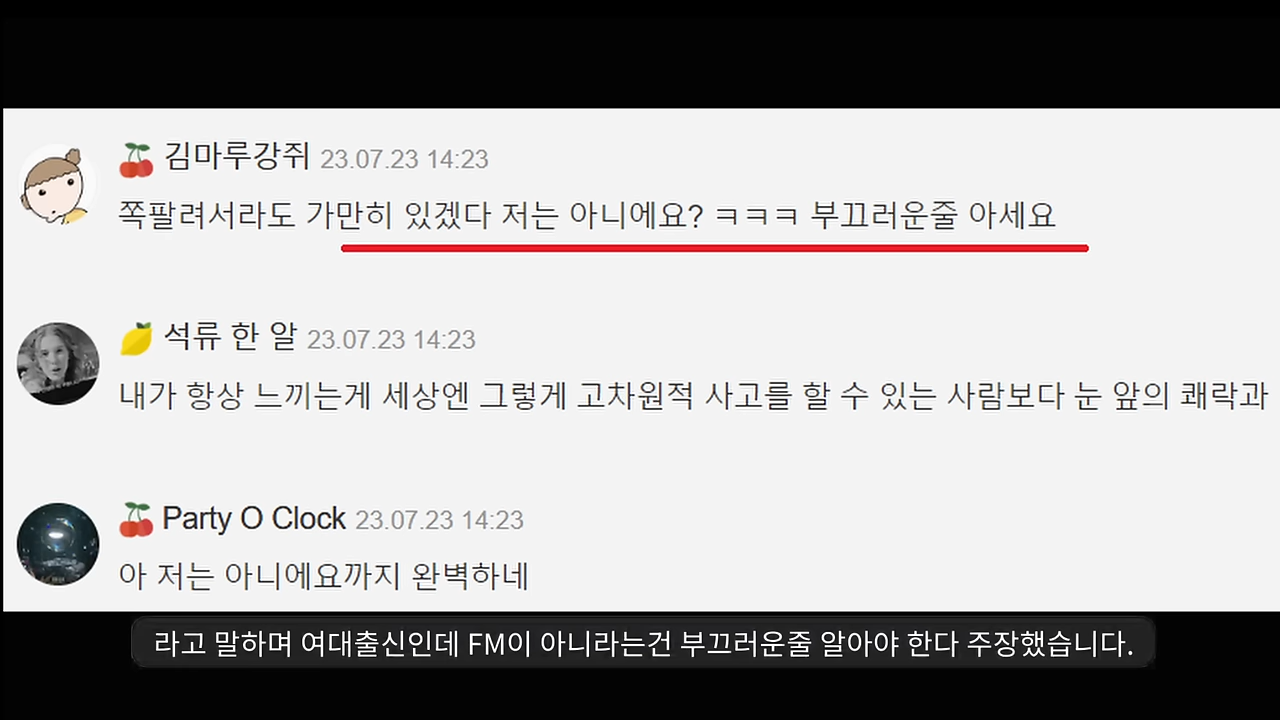 김마루강쥐 23.07.23 14:23
쪽팔려서라도 가만히 있겠다 저는 아니에요? ㅋㅋㅋ 부끄러운줄 아세요
석류 한 알 23.07.23 14:23
내가 항상 느끼는게 세상엔 그렇게 고차원적 사고를 할 수 있는 사람보다 눈 앞의 쾌락과
Party O Clock 23.07.23 14:23
아 저는 아니에요까지 완벽하네
라고 말하며 여대출신인데 FM이 아니라는건 부끄러운줄 알아야 한다 주장했습니다.